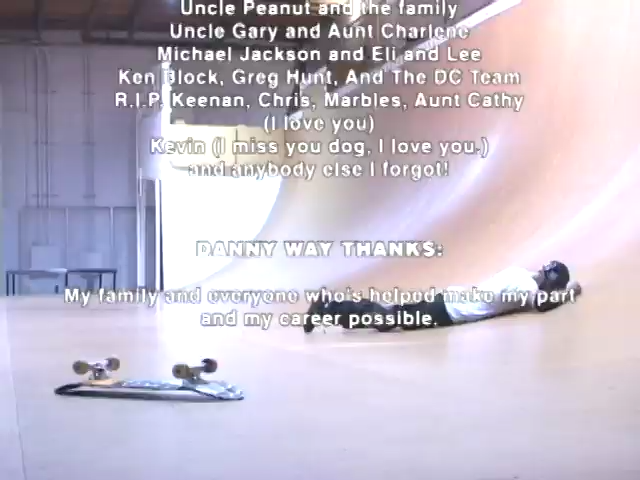 Uncle Peanut and the family
Uncle Gary and Aunt Charlene
Michael Jackson and Eli and Lee
Ken Block, Greg Hunt, And The DC Team
R.I.P. Keenan, Chris, Marbles, Aunt Cathy
(I love you)
Kevin (I miss you dog, I love you.)
and anybody else I forgot!
DANNY WAY THANKS:
My family and everyone who's helped make my part
and my career possible.